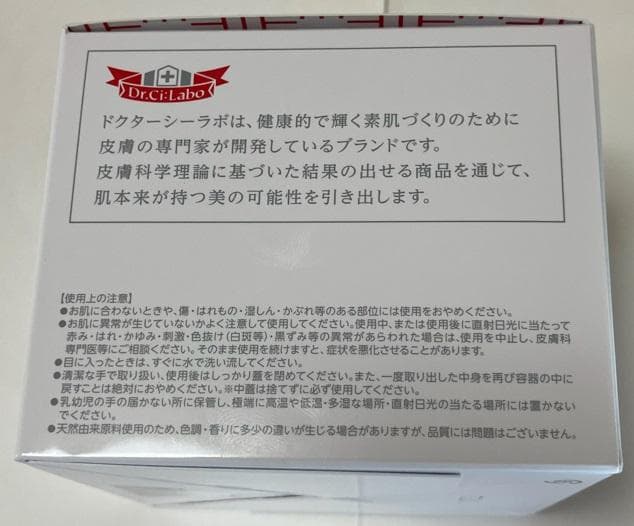 Dr.Ci:Labo
ドクターシーラボは、健康的で輝く素肌づくりのために
皮膚の専門家が開発しているブランドです。
皮膚科学理論に基づいた結果の出せる商品を通じて、
肌本来が持つ美の可能性を引き出します。
【使用上の注意】
●お肌に合わないときや、傷・はれもの・湿しん・かぶれ等のある部位には使用をおやめください。
●お肌に異常が生じていないかよく注意して使用してください。使用中、または使用後に直射日光に当たって
赤み・はれ・かゆみ・刺激・色抜け(白斑等)・黒ずみ等の異常があらわれた場合は、使用を中止し、皮膚科
専門医等にご相談ください。そのまま使用を続けますと、症状を悪化させることがあります。
●目に入ったときは、すぐに水で洗い流してください。
●清潔な手で取り扱い、使用後はしっかり蓋を閉めてください。また、一度取り出した中身を再び容器の中に
戻すことは絶対におやめください。※中蓋は捨てずに必ず使用してください。
●乳幼児の手の届かない所に保管し、極端に高温や低温・多湿な場所・直射日光の当たる場所には置かない
でください。
●天然由来原料使用のため、色調・香りに多少の違いが生じる場合がありますが、品質には問題はございません。